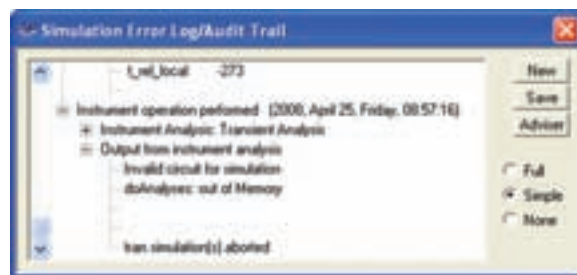 Simulation Error Log/Audit Trail
t_rel_local -273
Instrument operation performed (2008, April 25, Friday, 08:57:16)
Instrument Analysis: Transient Analysis
Output from instrument analysis
Invalid circuit for simulation
doAnalyses: out of Memory
tran simulation(s) aborted
New
Save
Adviser
Full
Simple
None